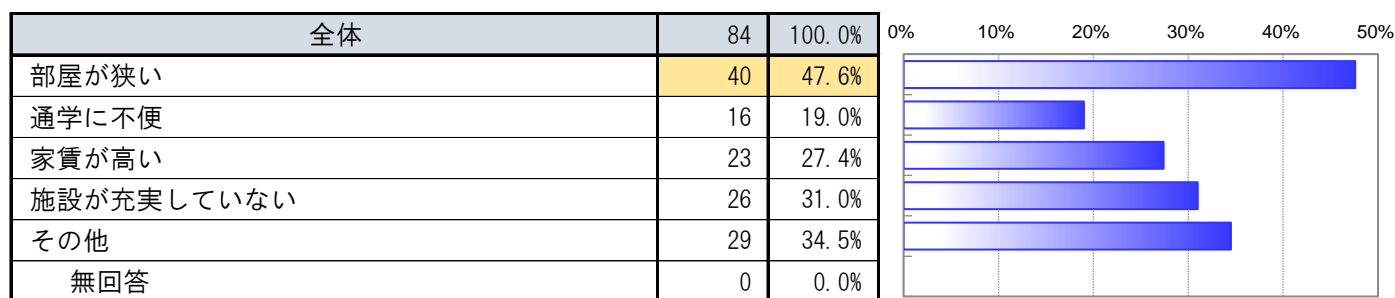 全体 84 100.0% 0% 10% 20% 30% 40% 50%
部屋が狭い 40 47.6%
通学に不便 16 19.0%
家賃が高い 23 27.4%
施設が充実していない 26 31.0%
その他 29 34.5%
無回答 0 0.0%